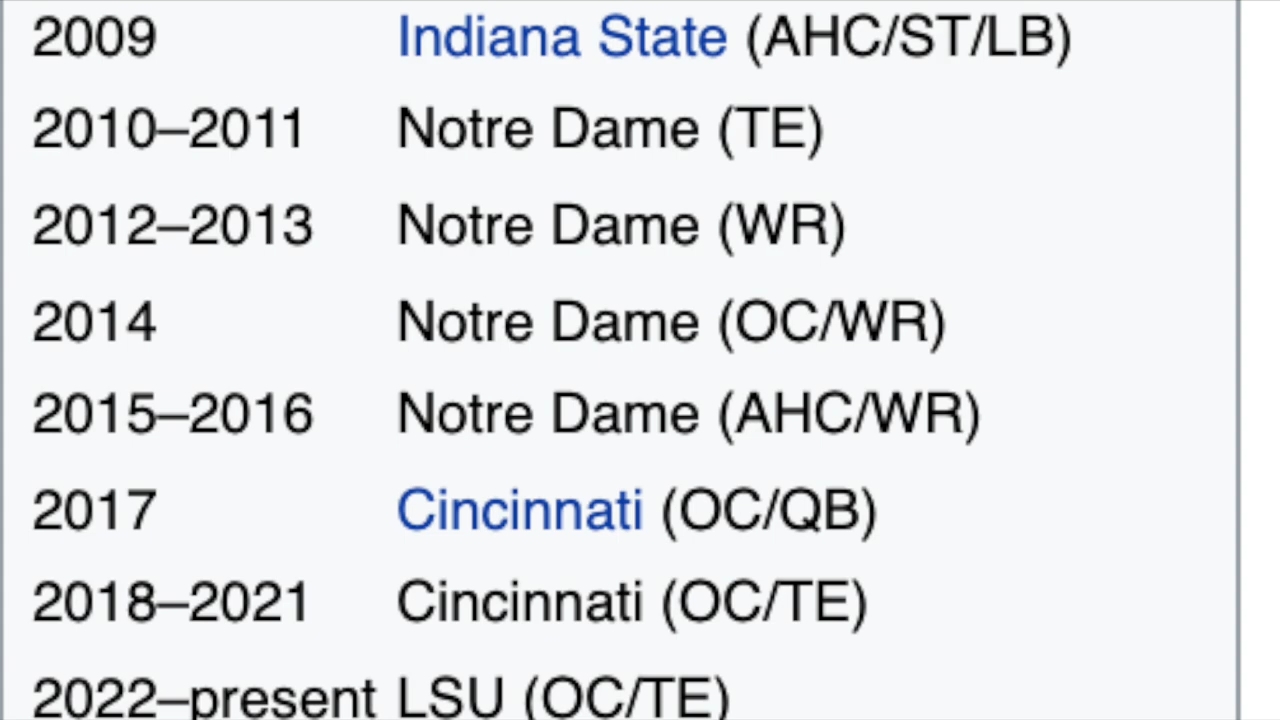 2009 Indiana State (AHC/ST/LB)
2010–2011 Notre Dame (TE)
2012–2013 Notre Dame (WR)
2014 Notre Dame (OC/WR)
2015–2016 Notre Dame (AHC/WR)
2017 Cincinnati (OC/QB)
2018–2021 Cincinnati (OC/TE)
2022–present LSU (OC/TE)